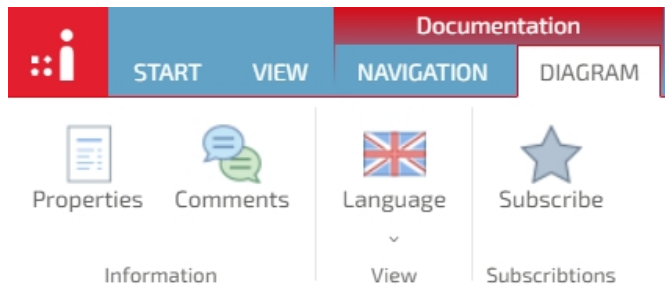 Documentation
START VIEW NAVIGATION DIAGRAM
Properties Comments Language Subscribe
Information View Subscribtions